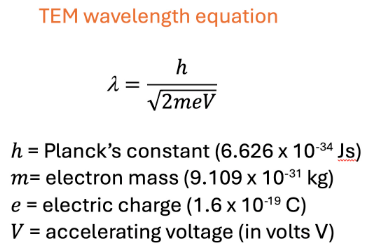 TEM wavelength equation
λ = h / √2meV
h = Planck's constant (6.626 x 10⁻³⁴ Js)
m= electron mass (9.109 x 10⁻³¹ kg)
e = electric charge (1.6 x 10⁻¹⁹ C)
V = accelerating voltage (in volts V)